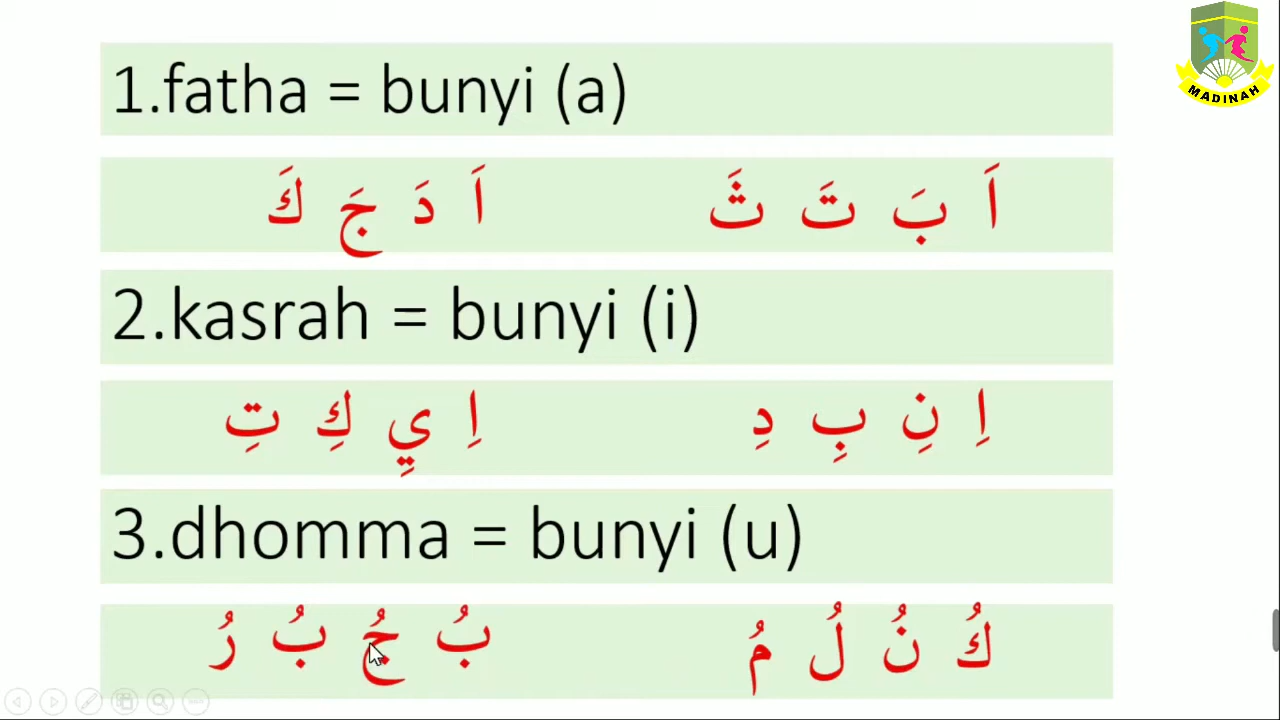 MADINAH
1.fatha = bunyi (a)
اَ بَ تَ ثَ اَ دَ جَ كَ
2.kasrah = bunyi (i)
اِ نِ بِ دِ اِ يِ كِ تِ
3.dhomma = bunyi (u)
كُ نُ لُ مُ بُ جُ بُ رُ